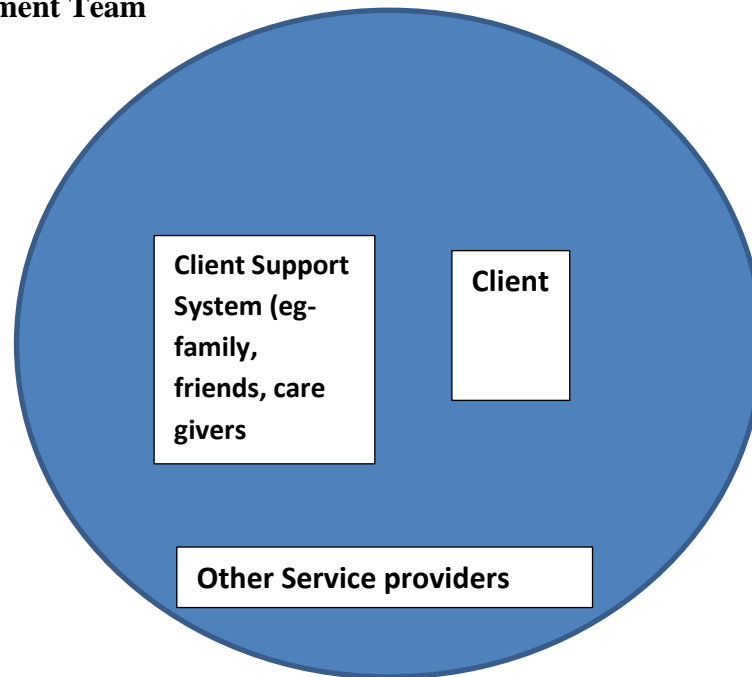 ment Team
Client Support
System (eg-
family,
friends, care
givers
Client
Other Service providers